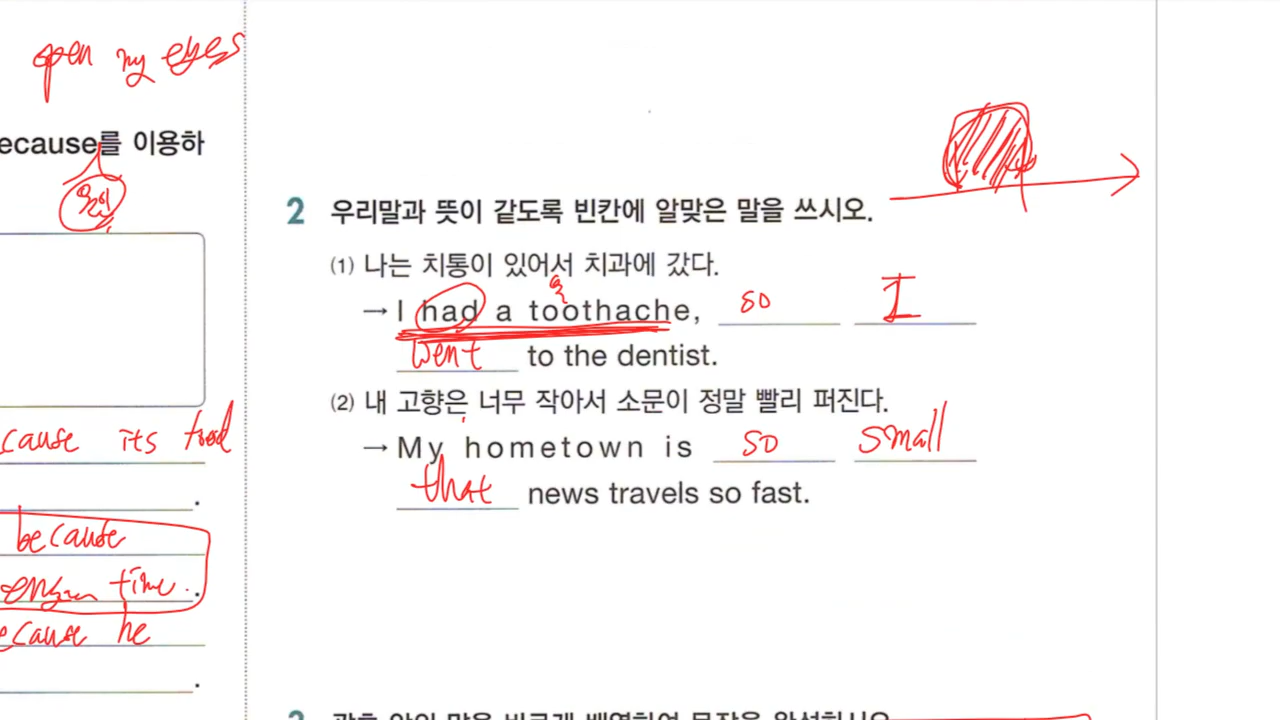 open my eyes
ecause를 이용하
cause its food
.
because
time.
ecause he
.
2 우리말과 뜻이 같도록 빈칸에 알맞은 말을 쓰시오.
(1) 나는 치통이 있어서 치과에 갔다.
→ I had a toothache, so I
went to the dentist.
(2) 내 고향은 너무 작아서 소문이 정말 빨리 퍼진다.
→ My hometown is so small
that news travels so fast.